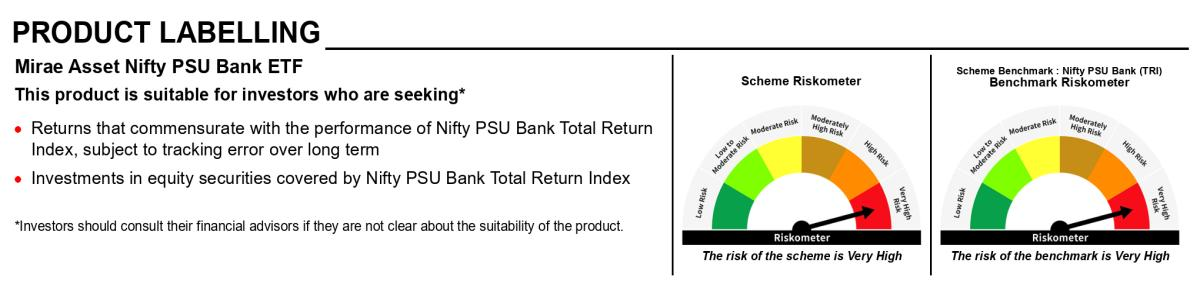 PRODUCT LABELLING
Mirae Asset Nifty PSU Bank ETF
This product is suitable for investors who are seeking*
Returns that commensurate with the performance of Nifty PSU Bank Total Return
Index, subject to tracking error over long term
Investments in equity securities covered by Nifty PSU Bank Total Return Index
*Investors should consult their financial advisors if they are not clear about the suitability of the product.
Scheme Riskometer
Low Risk
Low to
Moderate Risk
Moderate Risk
Moderately
High Risk
High Risk
Very High
Risk
Riskometer
The risk of the scheme is Very High
Scheme Benchmark : Nifty PSU Bank (TRI)
Benchmark Riskometer
Low Risk
Low to
Moderate Risk
Moderate Risk
Moderately
High Risk
High Risk
Very High
Risk
Riskometer
The risk of the benchmark is Very High